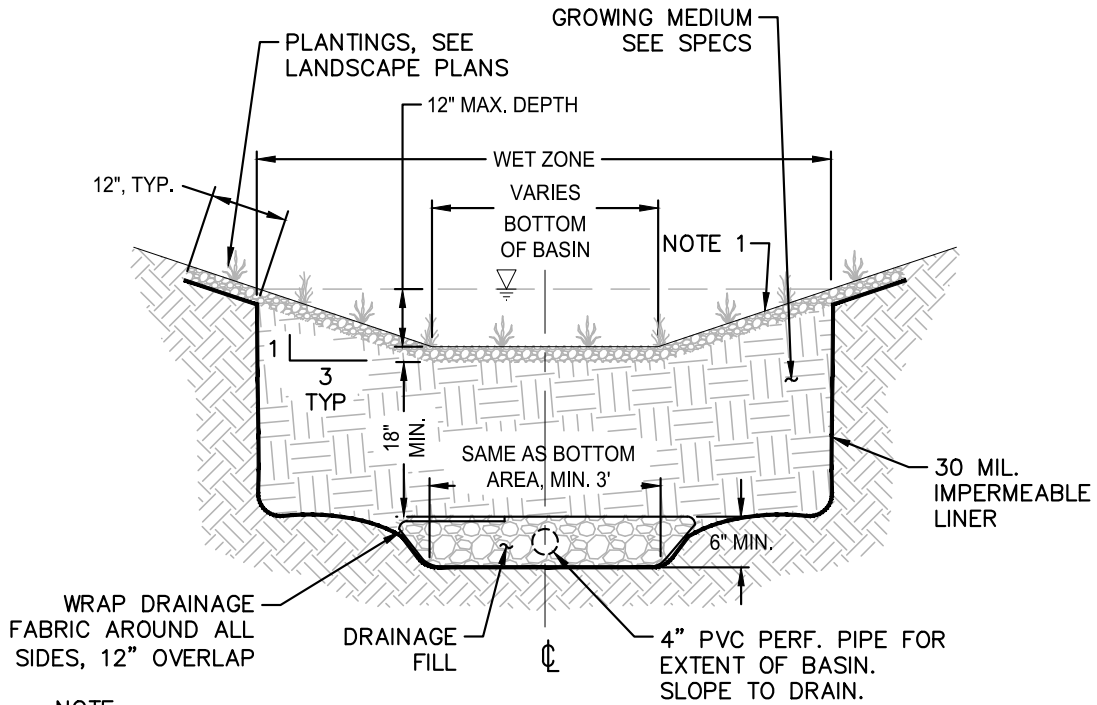 GROWING MEDIUM
SEE SPECS
PLANTINGS, SEE
LANDSCAPE PLANS
12" MAX. DEPTH
WET ZONE
12", TYP.
VARIES
BOTTOM
OF BASIN
NOTE 1
1
3
TYP
18"
MIN.
SAME AS BOTTOM
AREA, MIN. 3'
30 MIL.
IMPERMEABLE
LINER
6" MIN.
WRAP DRAINAGE
FABRIC AROUND ALL
SIDES, 12” OVERLAP
DRAINAGE
FILL
℄
4” PVC PERF. PIPE FOR
EXTENT OF BASIN.
SLOPE TO DRAIN.
NOTE